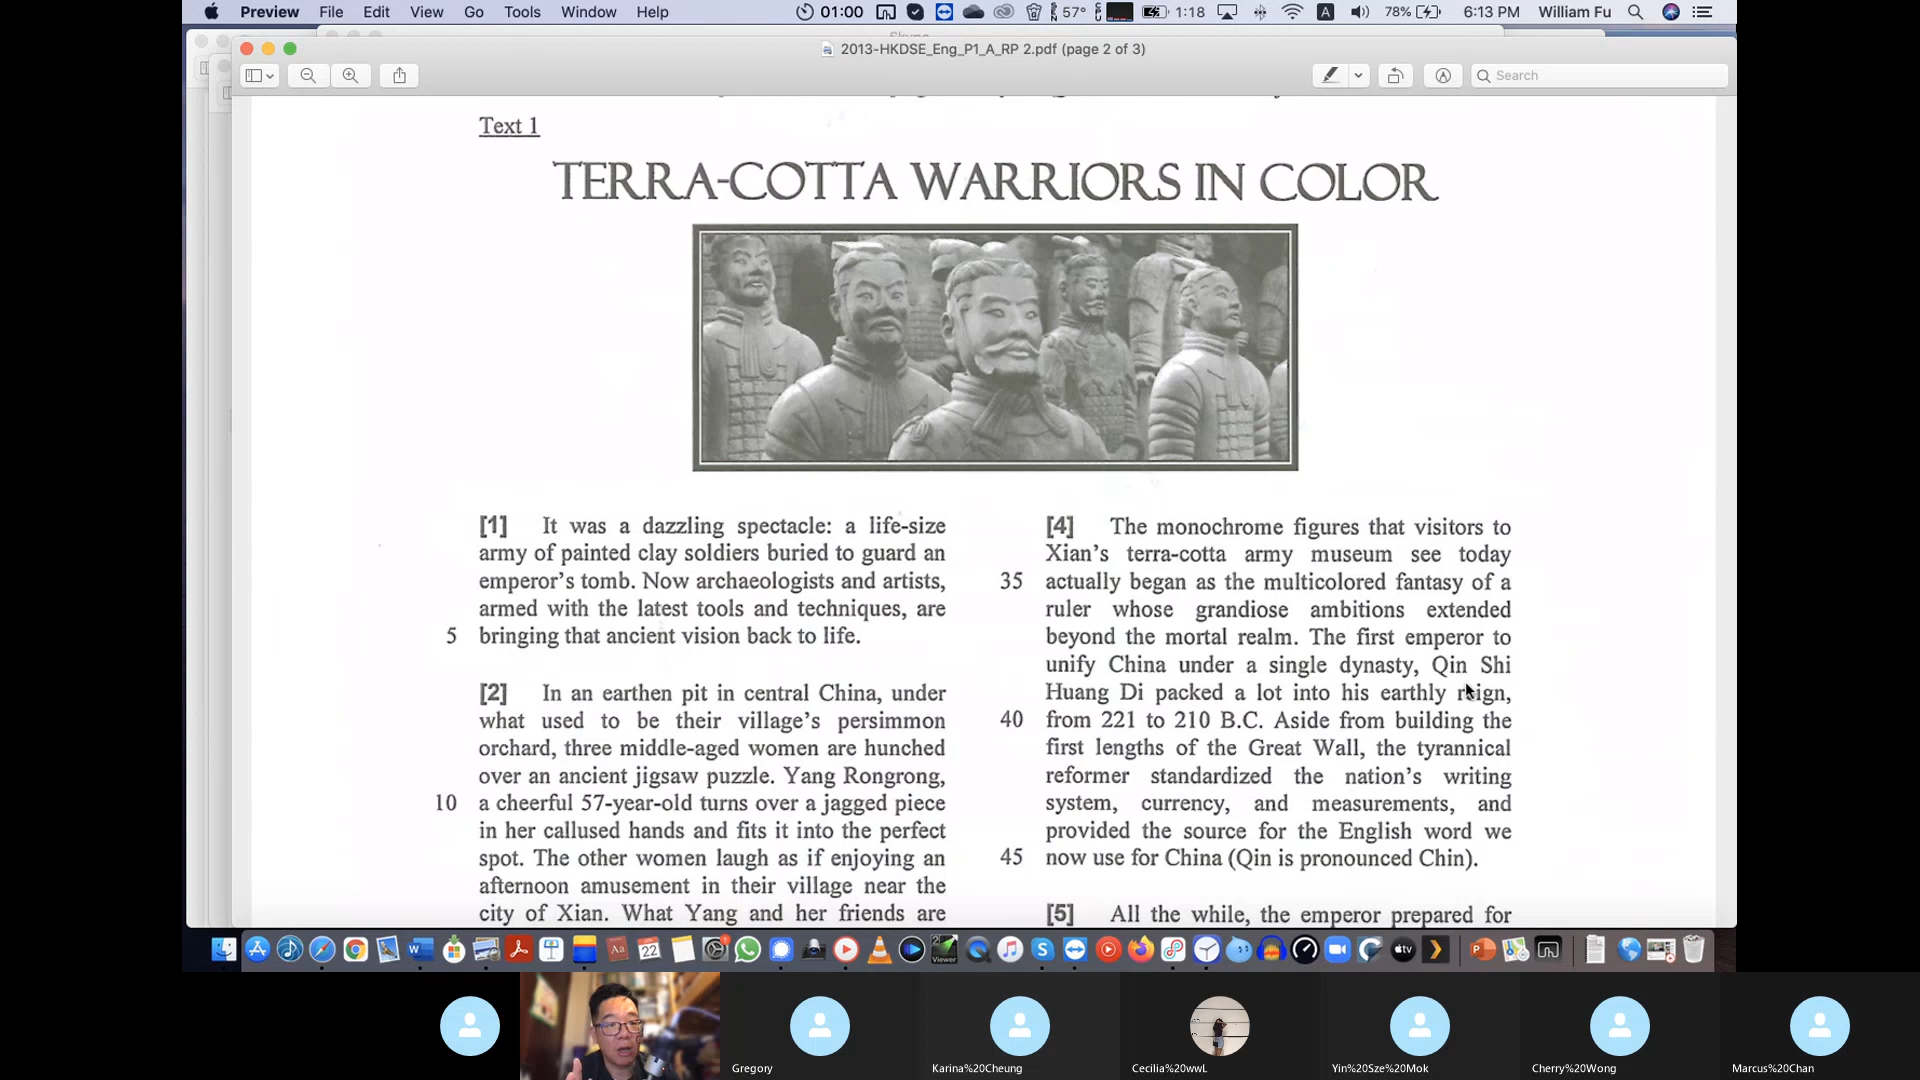 Preview File Edit View Go Tools Window Help 01:00 57° 1:18 A 78% 6:13 PM William Fu
2013-HKDSE_Eng_P1_A_RP 2.pdf (page 2 of 3)
Search
Text 1
TERRA-COTTA WARRIORS IN COLOR
[1] It was a dazzling spectacle: a life-size
army of painted clay soldiers buried to guard an
emperor's tomb. Now archaeologists and artists,
armed with the latest tools and techniques, are
5 bringing that ancient vision back to life.
[2] In an earthen pit in central China, under
what used to be their village's persimmon
orchard, three middle-aged women are hunched
over an ancient jigsaw puzzle. Yang Rongrong,
10 a cheerful 57-year-old turns over a jagged piece
in her callused hands and fits it into the perfect
spot. The other women laugh as if enjoying an
afternoon amusement in their village near the
city of Xian. What Yang and her friends are
[4] The monochrome figures that visitors to
Xian's terra-cotta army museum see today
35 actually began as the multicolored fantasy of a
ruler whose grandiose ambitions extended
beyond the mortal realm. The first emperor to
unify China under a single dynasty, Qin Shi
Huang Di packed a lot into his earthly reign,
40 from 221 to 210 B.C. Aside from building the
first lengths of the Great Wall, the tyrannical
reformer standardized the nation's writing
system, currency, and measurements, and
provided the source for the English word we
45 now use for China (Qin is pronounced Chin).
[5] All the while, the emperor prepared for
22
tv
Gregory
Karina%20Cheung
Cecilia%20wwL
Yin%20Sze%20Mok
Cherry%20Wong
Marcus%20Chan